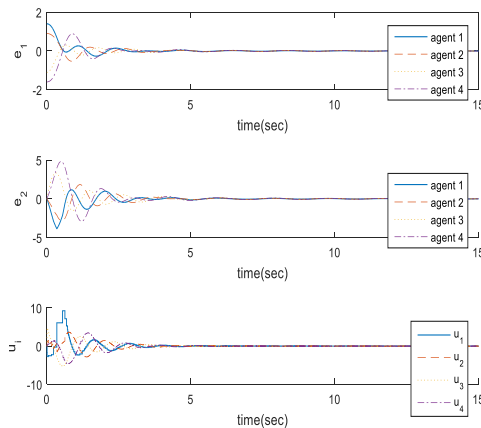 2
0
-2
e1
0
5
10
15
time(sec)
agent 1
agent 2
agent 3
agent 4
5
0
-5
e2
0
5
10
15
time(sec)
agent 1
agent 2
agent 3
agent 4
10
0
-10
ui
0
5
10
15
time(sec)
u1
u2
u3
u4